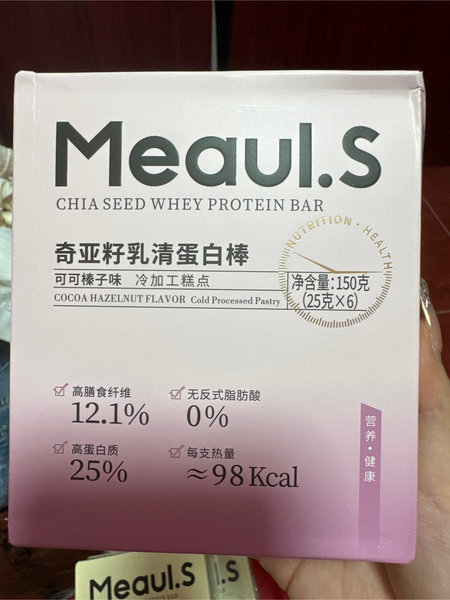 Meaul.S
CHIA SEED WHEY PROTEIN BAR
NUTRITION·HEALTH
奇亚籽乳清蛋白棒
可可榛子味 冷加工糕点
COCOA HAZELNUT FLAVOR Cold Processed Pastry
净含量:150克
(25克×6)
高膳食纤维
12.1%
无反式脂肪酸
0%
高蛋白质
25%
每支热量
≈98Kcal
营养·健康
Meaul.S
PROTEIN BAR